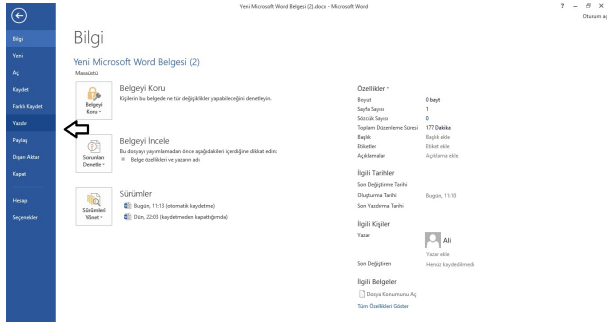 Yeni Microsoft Word Belgesi (2).docx - Microsoft Word
?
Oturum aç
Bilgi
Yeni
Aç
Kaydet
Farklı Kaydet
Yazdır
Paylaş
Dışarı Aktar
Kapat
Hesap
Seçenekler
Bilgi
Yeni Microsoft Word Belgesi (2)
Masaüstü
Belgeyi Koru
Belgeyi Koru
Kişilerin bu belgede ne tür değişiklikler yapabileceğini denetleyin.
Sorunları Denetle
Belgeyi İncele
Bu dosyayı yayımlamadan önce aşağıdakileri içerdiğine dikkat edin:
Belge özellikleri ve yazarın adı
Sürümleri Yönet
Sürümler
Bugün, 11:13 (otomatik kaydetme)
Dün, 22:03 (kaydetmeden kapattığımda)
Özellikler
Boyut 0 bayt
Sayfa Sayısı 1
Sözcük Sayısı 0
Toplam Düzenleme Süresi 177 Dakika
Başlık Başlık ekle
Etiketler Etiket ekle
Açıklamalar Açıklama ekle
İlgili Tarihler
Son Değiştirme Tarihi
Oluşturma Tarihi Bugün, 11:10
Son Yazdırma Tarihi
İlgili Kişiler
Yazar Ali
Yazar ekle
Son Değiştiren Henüz kaydedilmedi
İlgili Belgeler
Dosya Konumunu Aç
Tüm Özellikleri Göster